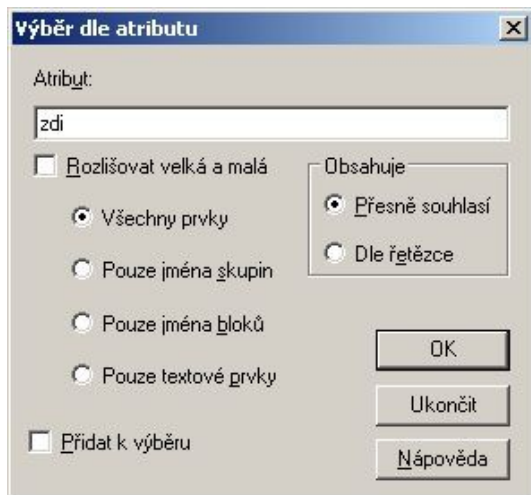 Výběr dle atributu
Atribut:
zdi
Rozlišovat velká a malá
Všechny prvky
Pouze jména skupin
Pouze jména bloků
Pouze textové prvky
Přidat k výběru
Obsahuje
Přesně souhlasí
Dle řetězce
OK
Ukončit
Nápověda